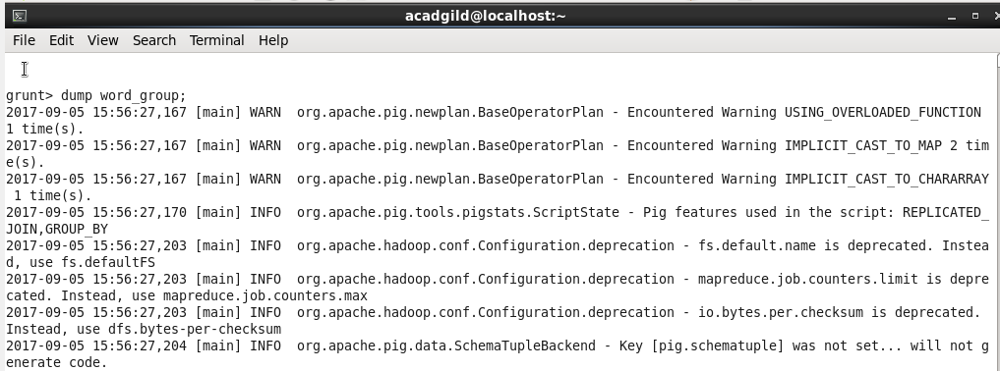 acadgild@localhost:~
File Edit View Search Terminal Help
grunt> dump word_group;
2017-09-05 15:56:27,167 [main] WARN  org.apache.pig.newplan.BaseOperatorPlan - Encountered Warning USING_OVERLOADED_FUNCTION
1 time(s).
2017-09-05 15:56:27,167 [main] WARN  org.apache.pig.newplan.BaseOperatorPlan - Encountered Warning IMPLICIT_CAST_TO_MAP 2 tim
e(s).
2017-09-05 15:56:27,167 [main] WARN  org.apache.pig.newplan.BaseOperatorPlan - Encountered Warning IMPLICIT_CAST_TO_CHARARRAY
 1 time(s).
2017-09-05 15:56:27,170 [main] INFO  org.apache.pig.tools.pigstats.ScriptState - Pig features used in the script: REPLICATED_
JOIN,GROUP_BY
2017-09-05 15:56:27,203 [main] INFO  org.apache.hadoop.conf.Configuration.deprecation - fs.default.name is deprecated. Instea
d, use fs.defaultFS
2017-09-05 15:56:27,203 [main] INFO  org.apache.hadoop.conf.Configuration.deprecation - mapreduce.job.counters.limit is depre
cated. Instead, use mapreduce.job.counters.max
2017-09-05 15:56:27,203 [main] INFO  org.apache.hadoop.conf.Configuration.deprecation - io.bytes.per.checksum is deprecated.
Instead, use dfs.bytes-per-checksum
2017-09-05 15:56:27,204 [main] INFO  org.apache.pig.data.SchemaTupleBackend - Key [pig.schematuple] was not set... will not g
enerate code.